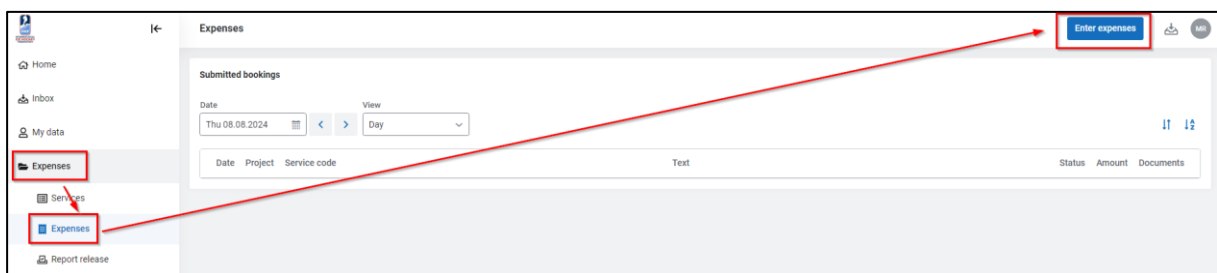 Expenses
Enter expenses
MR
Home
Inbox
My data
Expenses
Services
Expenses
Report release
Submitted bookings
Date View
Thu 08.08.2024 Day
Date Project Service code Text Status Amount Documents